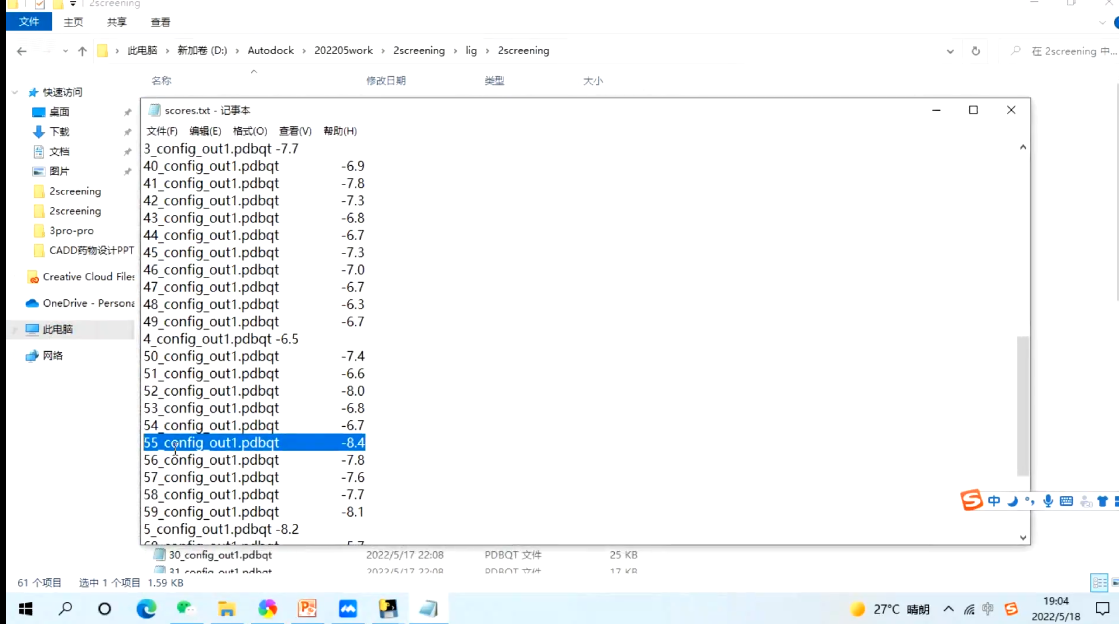 2screening
文件 主页 共享 查看
此电脑 › 新加卷 (D:) › Autodock › 202205work › 2screening › lig › 2screening
在 2screening 中...
名称 修改日期 类型 大小
快速访问
桌面
下载
文档
图片
2screening
2screening
3pro-pro
CADD药物设计PPT
Creative Cloud Files
OneDrive - Persona
此电脑
网络
scores.txt - 记事本
文件(F) 编辑(E) 格式(O) 查看(V) 帮助(H)
3_config_out1.pdbqt -7.7
40_config_out1.pdbqt -6.9
41_config_out1.pdbqt -7.8
42_config_out1.pdbqt -7.3
43_config_out1.pdbqt -6.8
44_config_out1.pdbqt -6.7
45_config_out1.pdbqt -7.3
46_config_out1.pdbqt -7.0
47_config_out1.pdbqt -6.7
48_config_out1.pdbqt -6.3
49_config_out1.pdbqt -6.7
4_config_out1.pdbqt -6.5
50_config_out1.pdbqt -7.4
51_config_out1.pdbqt -6.6
52_config_out1.pdbqt -8.0
53_config_out1.pdbqt -6.8
54_config_out1.pdbqt -6.7
55_config_out1.pdbqt -8.4
56_config_out1.pdbqt -7.8
57_config_out1.pdbqt -7.6
58_config_out1.pdbqt -7.7
59_config_out1.pdbqt -8.1
5_config_out1.pdbqt -8.2
30_config_out1.pdbqt 2022/5/17 22:08 PDBQT 文件 25 KB
31_config_out1.pdbqt 2022/5/17 22:08 PDBQT 文件 17 KB
61 个项目 选中 1 个项目 1.59 KB
中
27°C 晴朗 中
19:04
2022/5/18